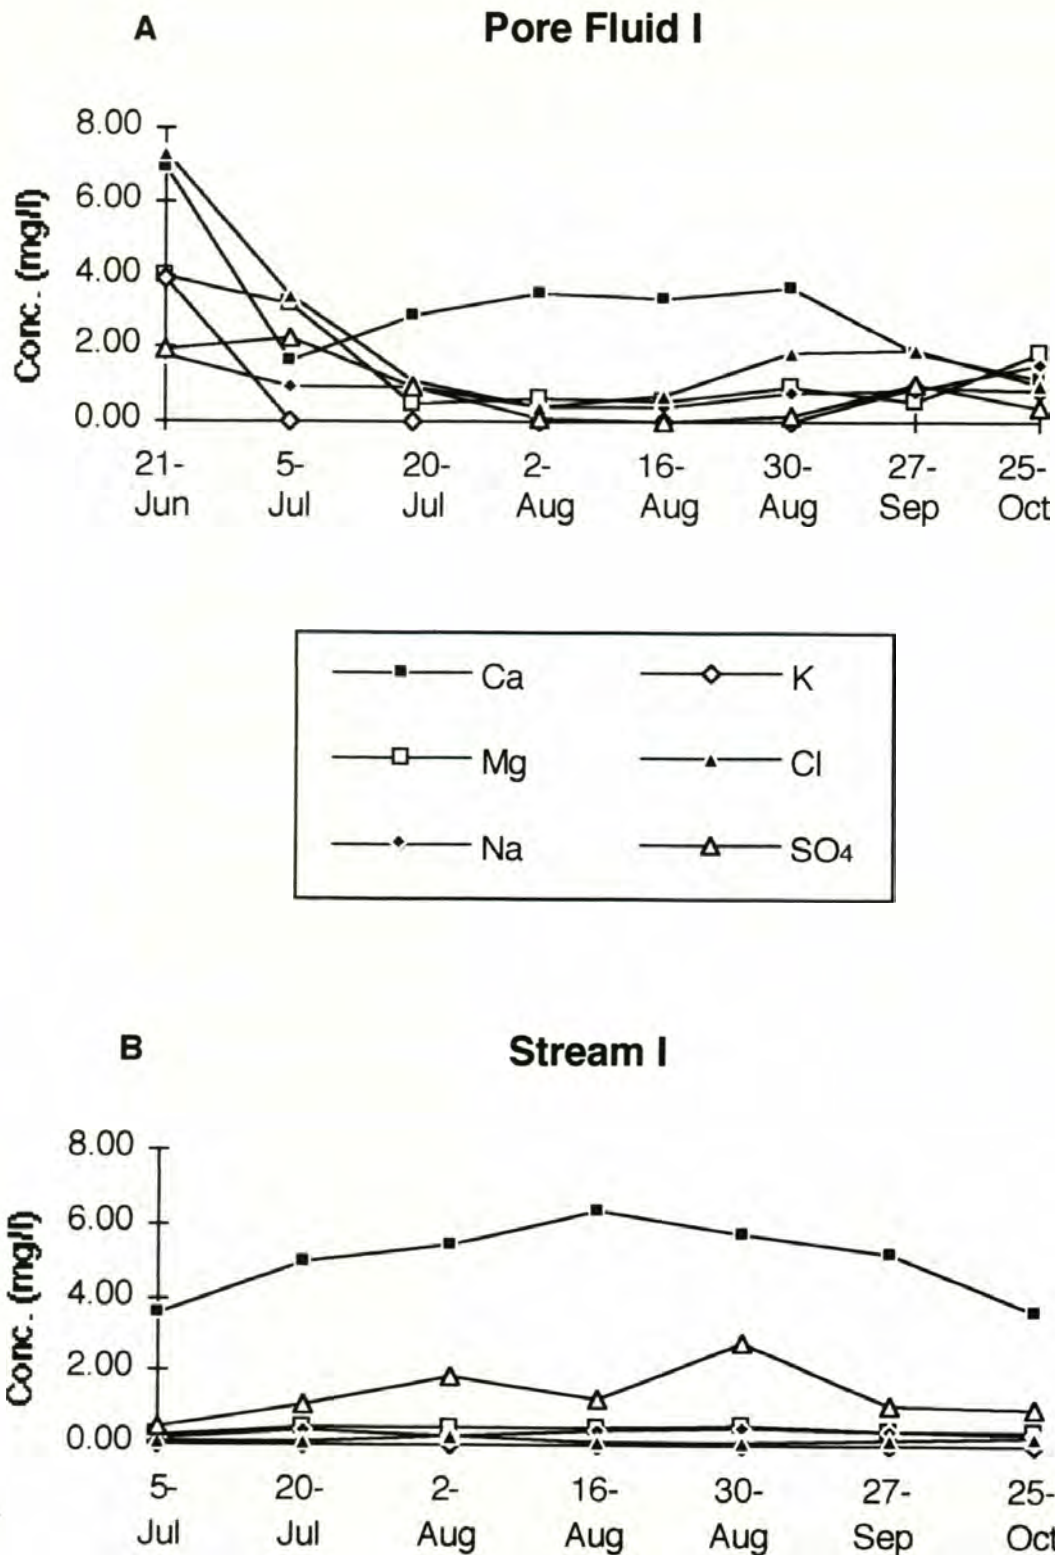 A Pore Fluid I
Conc. (mg/l)
8.00
6.00
4.00
2.00
0.00
21- 5- 20- 2- 16- 30- 27- 25-
Jun Jul Jul Aug Aug Aug Sep Oct
Ca K
Mg Cl
Na SO4
B Stream I
Conc. (mg/l)
8.00
6.00
4.00
2.00
0.00
5- 20- 2- 16- 30- 27- 25-
Jul Jul Aug Aug Aug Sep Oct